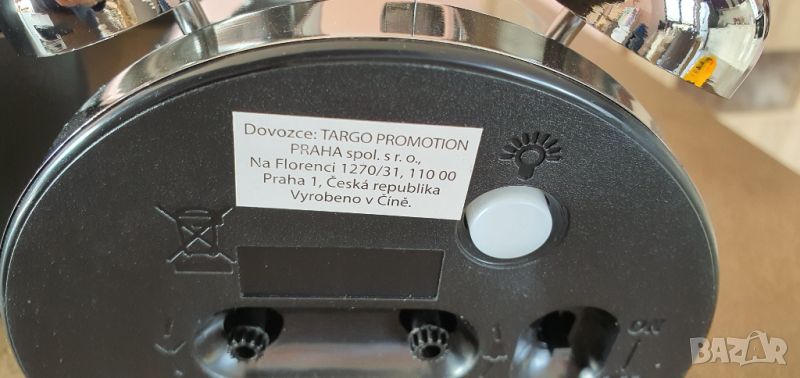 Dovozce: TARGO PROMOTION
PRAHA spol. s r. o.,
Na Florenci 1270/31, 110 00
Praha 1, Česká republika
Vyrobeno v Číně.
ON
BAZAR